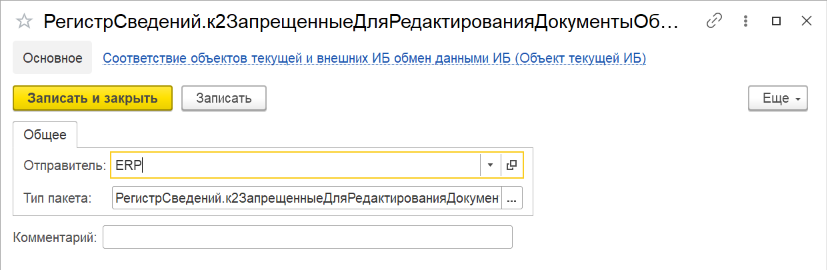 РегистрСведений.к2ЗапрещенныеДляРедактированияДокументыОб...
Основное Соответствие объектов текущей и внешних ИБ обмен данными ИБ (Объект текущей ИБ)
Записать и закрыть Записать Еще
Общее
Отправитель: ERP
Тип пакета: РегистрСведений.к2ЗапрещенныеДляРедактированияДокумен ...
Комментарий: